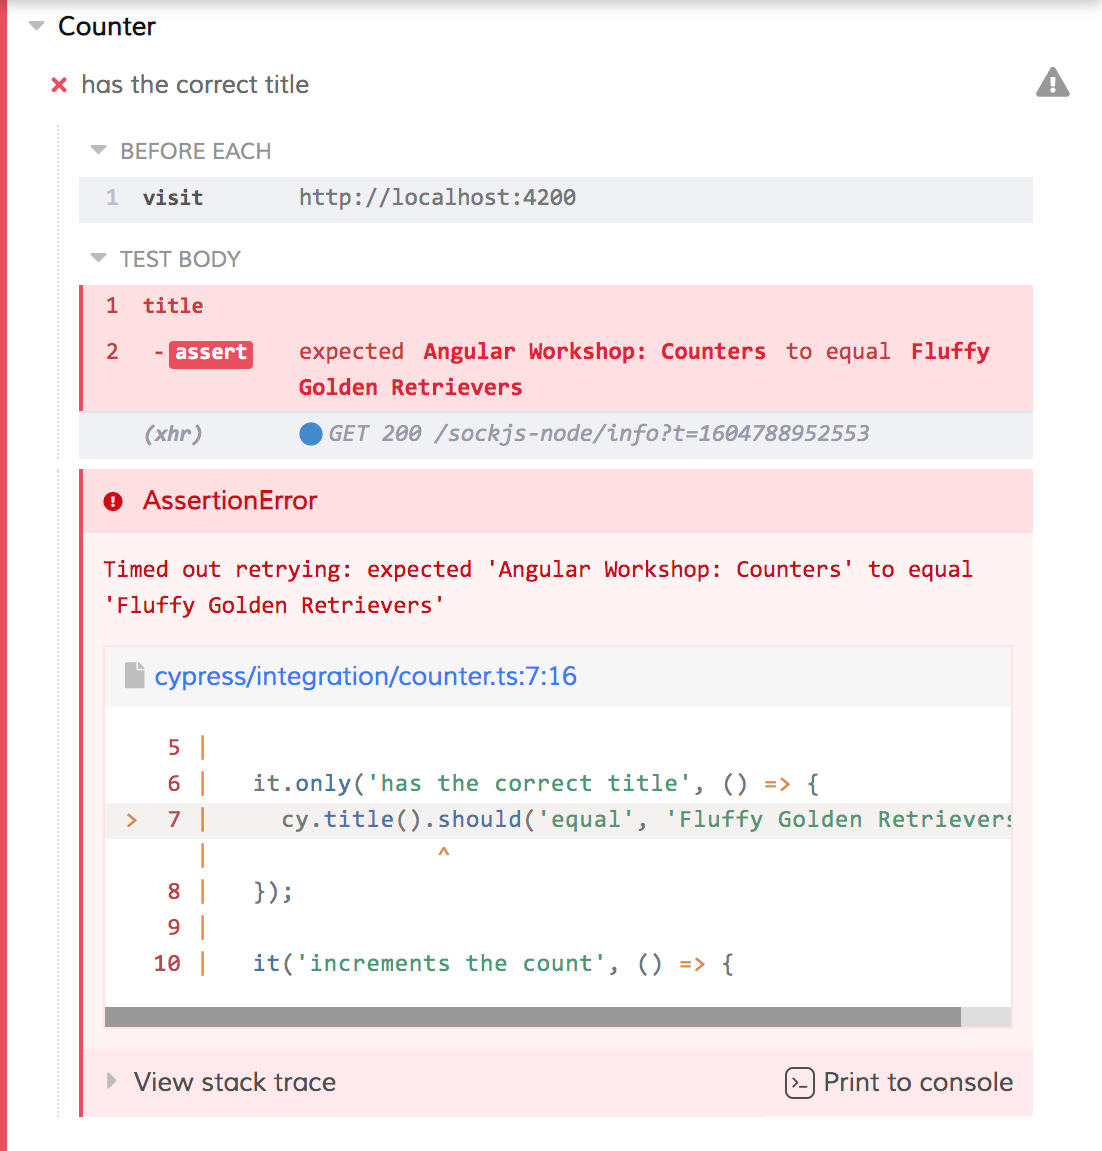 Counter
has the correct title
BEFORE EACH
1 visit http://localhost:4200
TEST BODY
1 title
2 - assert expected Angular Workshop: Counters to equal Fluffy
Golden Retrievers
(xhr) GET 200 /sockjs-node/info?t=1604788952553
AssertionError
Timed out retrying: expected 'Angular Workshop: Counters' to equal
'Fluffy Golden Retrievers'
cypress/integration/counter.ts:7:16
5 |
6 | it.only('has the correct title', () => {
> 7 | cy.title().should('equal', 'Fluffy Golden Retrievers
| ^
8 | });
9 |
10 | it('increments the count', () => {
View stack trace Print to console